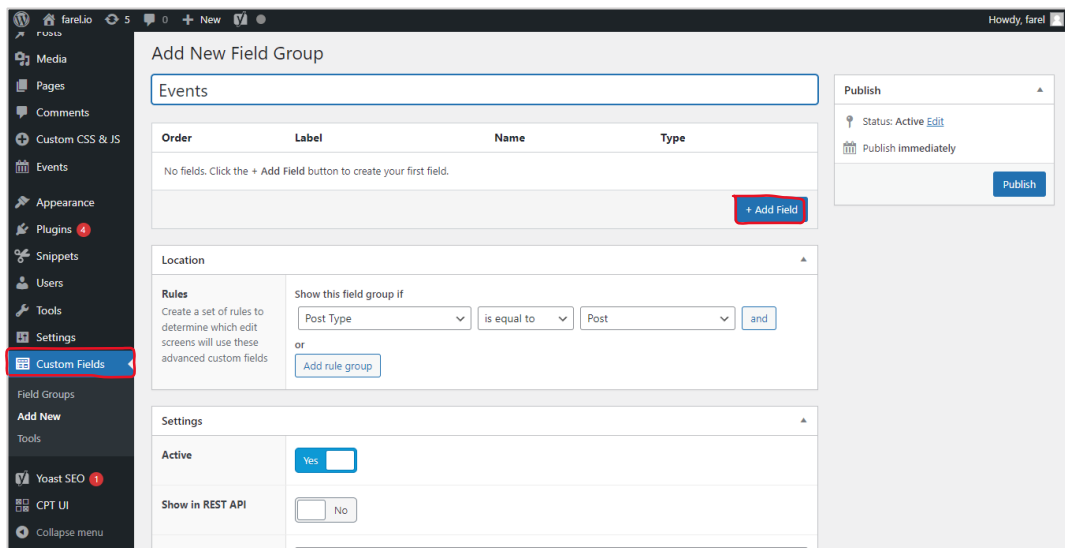 farel.io 5 0 + New Howdy, farel
Posts
Media
Pages
Comments
Custom CSS & JS
Events
Appearance
Plugins 4
Snippets
Users
Tools
Settings
Custom Fields
Field Groups
Add New
Tools
Yoast SEO 1
CPT UI
Collapse menu
Add New Field Group
Events
Order Label Name Type
No fields. Click the + Add Field button to create your first field.
+ Add Field
Location
Rules
Create a set of rules to
determine which edit
screens will use these
advanced custom fields
Show this field group if
Post Type is equal to Post and
or
Add rule group
Settings
Active
Yes
Show in REST API
No
Publish
Status: Active Edit
Publish immediately
Publish